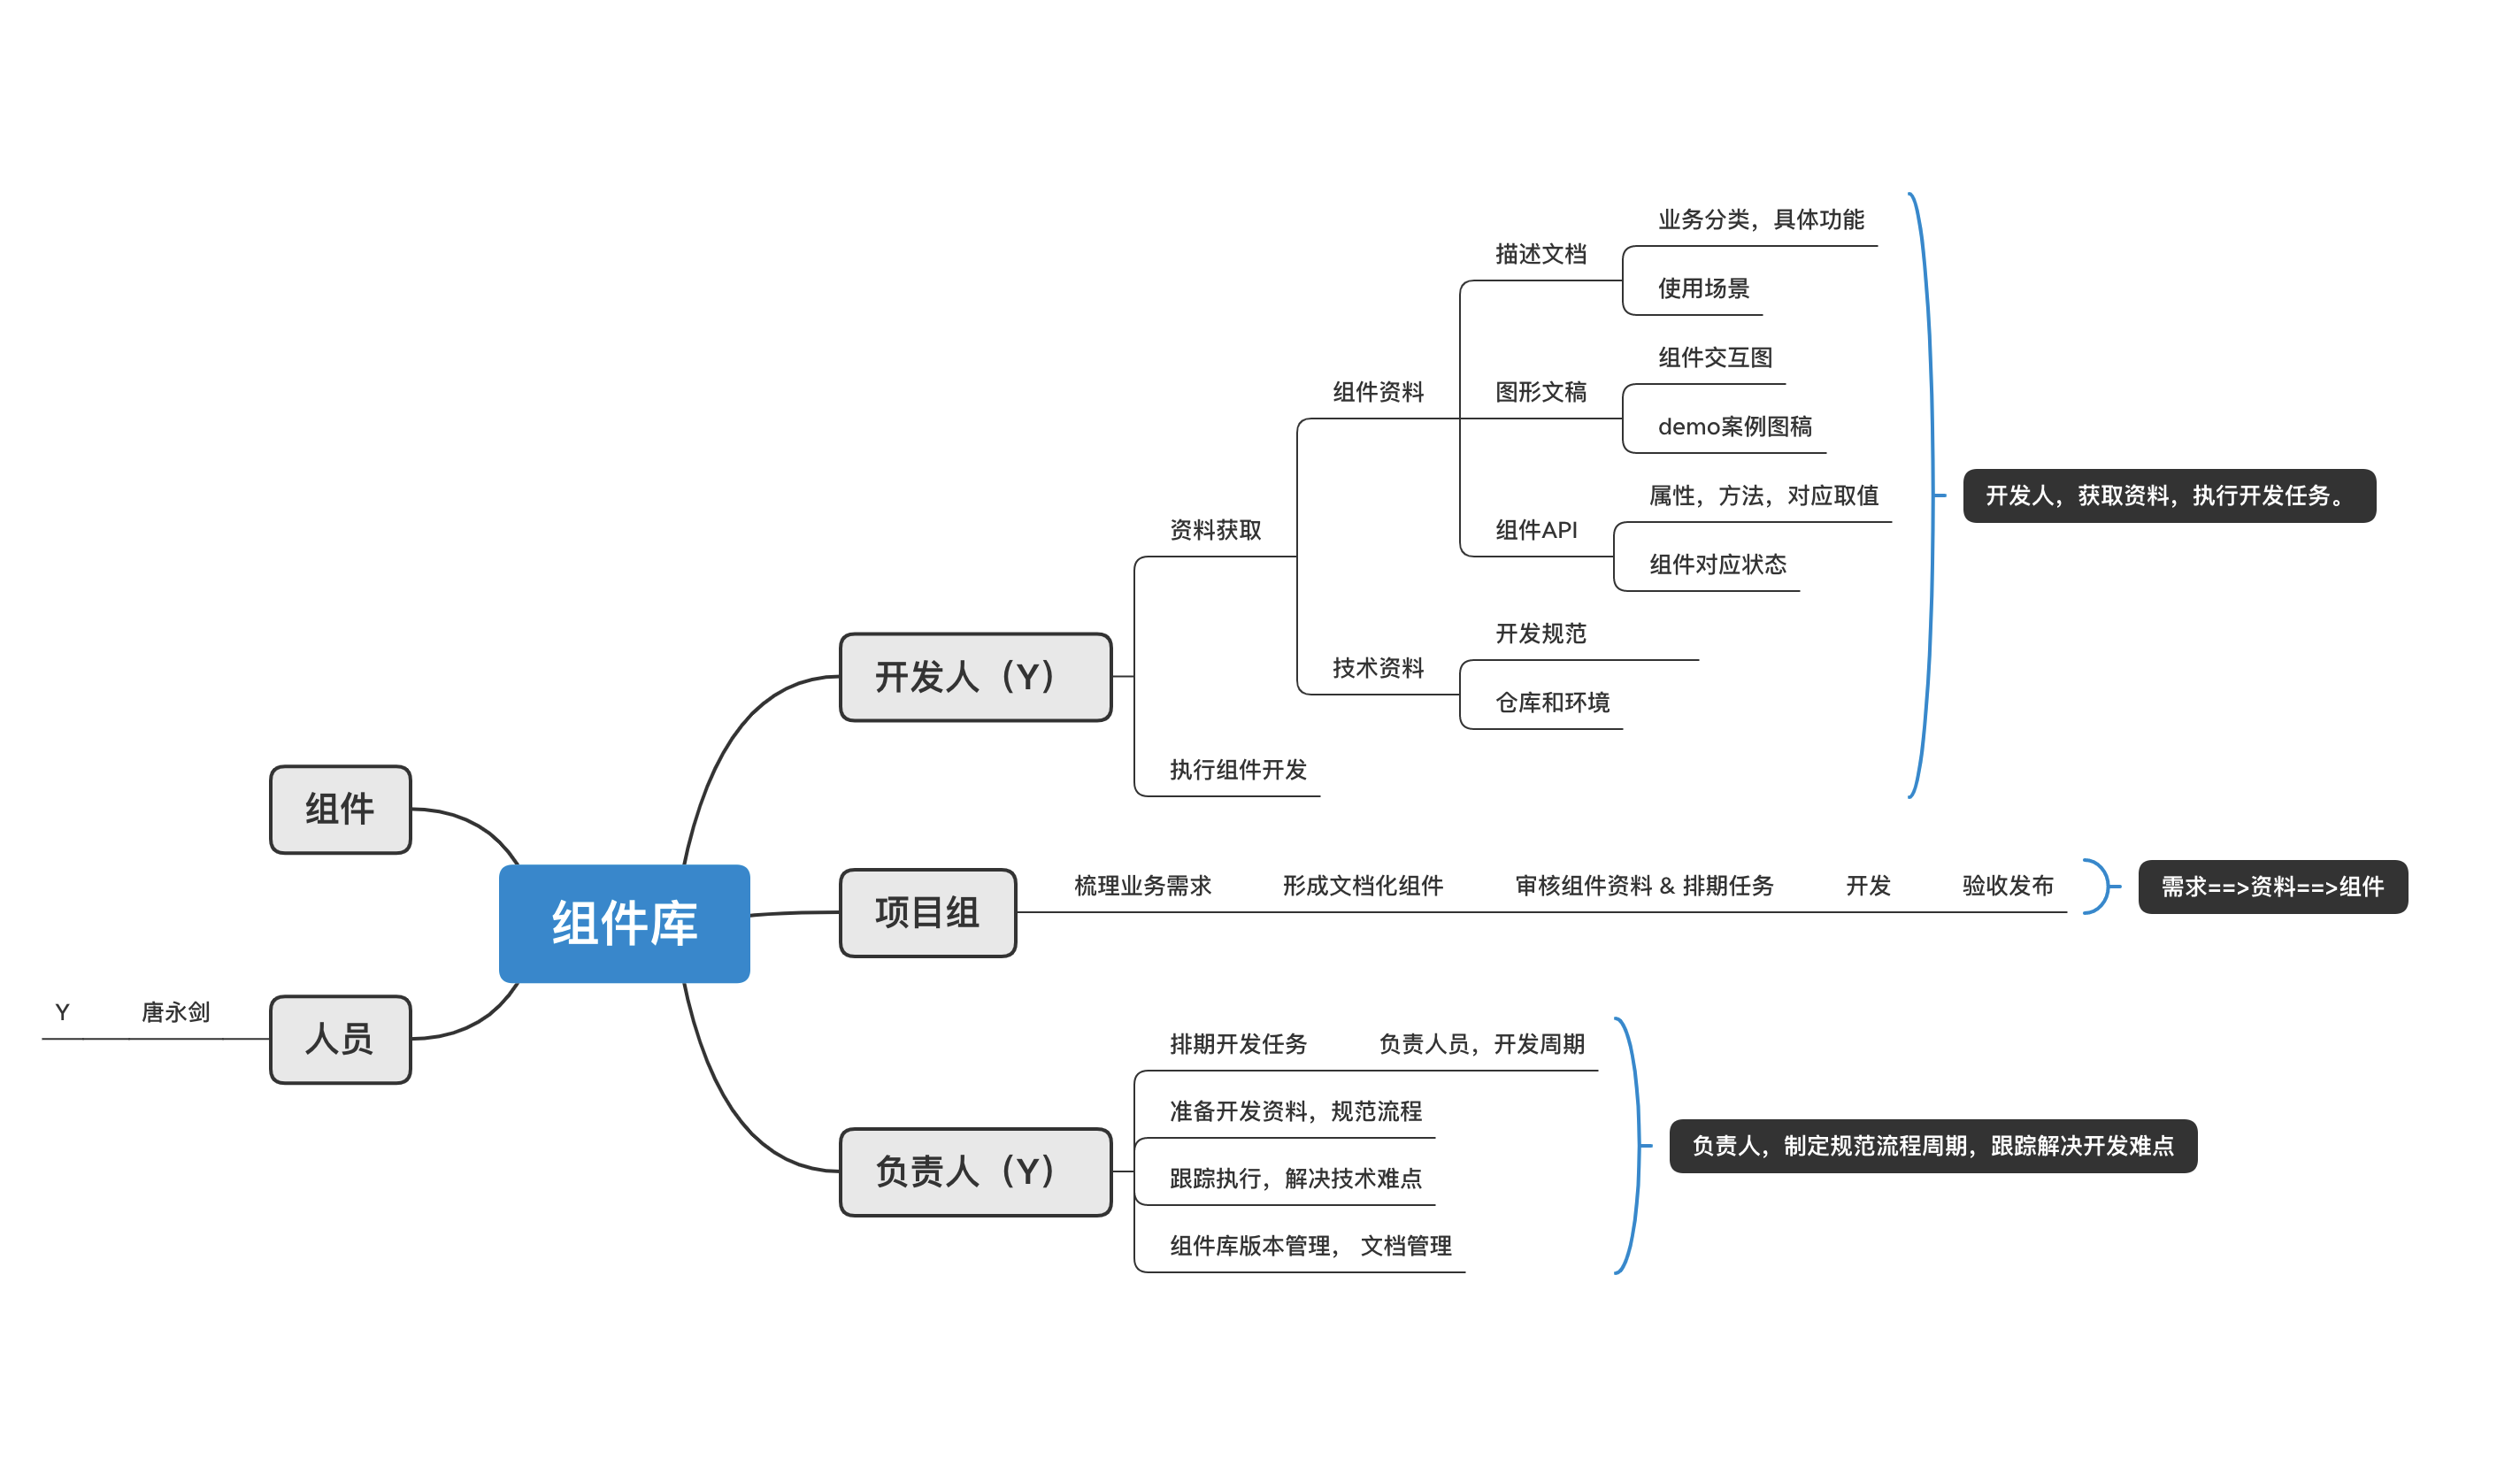 组件库
开发人（Y）
资料获取
组件资料
描述文档
业务分类，具体功能
使用场景
图形文稿
组件交互图
demo案例图稿
组件API
属性，方法，对应取值
组件对应状态
技术资料
开发规范
仓库和环境
执行组件开发
开发人，获取资料，执行开发任务。
项目组
梳理业务需求
形成文档化组件
审核组件资料 & 排期任务
开发
验收发布
需求==>资料==>组件
负责人（Y）
排期开发任务
负责人员，开发周期
准备开发资料，规范流程
跟踪执行，解决技术难点
组件库版本管理， 文档管理
负责人，制定规范流程周期，跟踪解决开发难点
组件
人员
唐永剑
Y